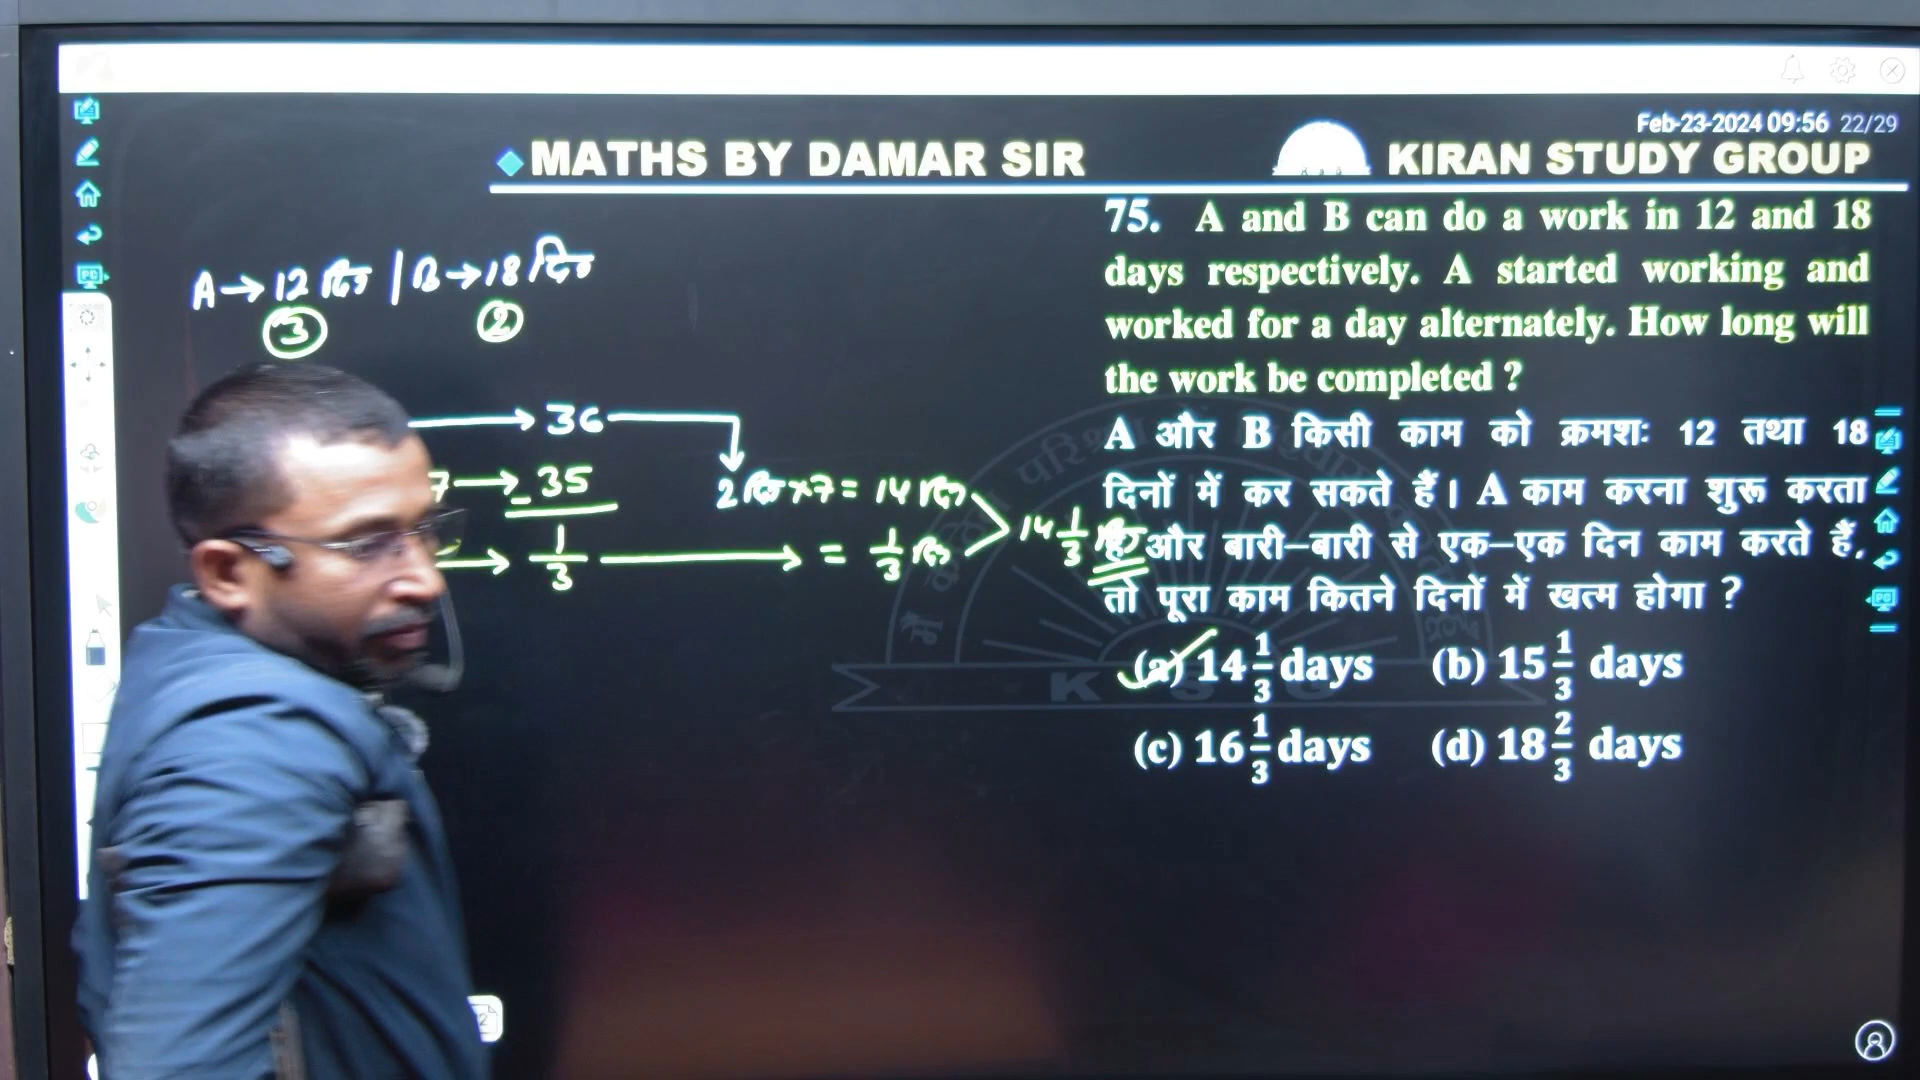 Feb-23-2024 09:56 22/29
MATHS BY DAMAR SIR
KIRAN STUDY GROUP
A → 12 दिन | B → 18 दिन
3 2
→ 36
7 → - 35
2 दिन × 7 = 14 दिन
→ 1/3 → = 1/3 दिन
14 1/3 दिन
75. A and B can do a work in 12 and 18
days respectively. A started working and
worked for a day alternately. How long will
the work be completed ?
A और B किसी काम को क्रमशः 12 तथा 18
दिनों में कर सकते हैं। A काम करना शुरू करता
है और बारी–बारी से एक–एक दिन काम करते हैं,
तो पूरा काम कितने दिनों में खत्म होगा ?
(a) 14 1/3 days (b) 15 1/3 days
(c) 16 1/3 days (d) 18 2/3 days
K S G